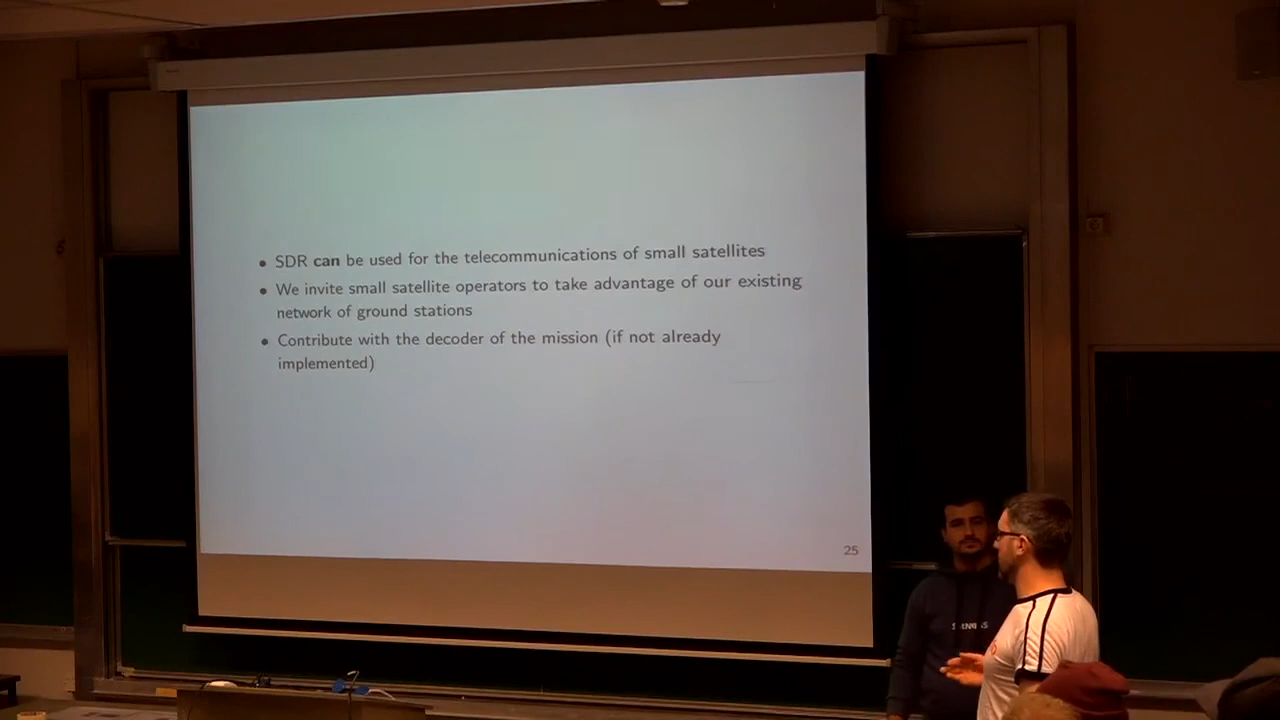 • SDR can be used for the telecommunications of small satellites
• We invite small satellite operators to take advantage of our existing
network of ground stations
• Contribute with the decoder of the mission (if not already
implemented)
25